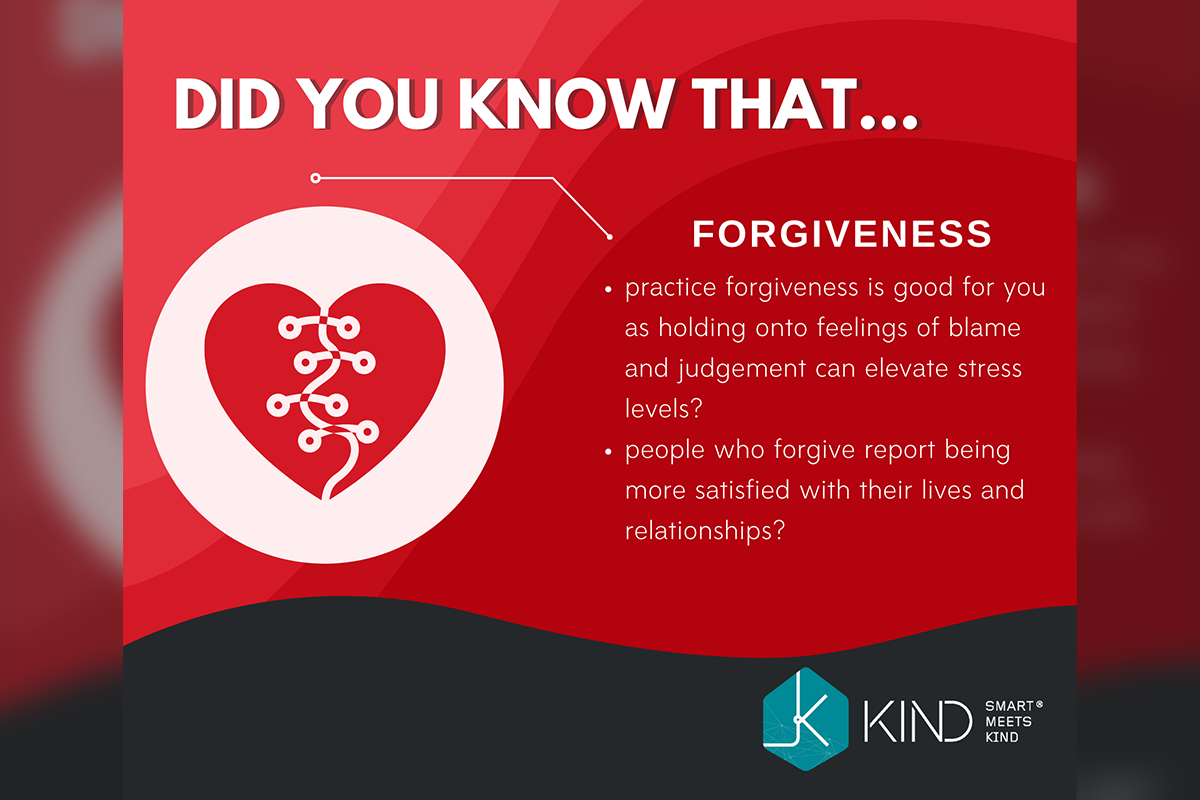 DID YOU KNOW THAT...
FORGIVENESS
• practice forgiveness is good for you
as holding onto feelings of blame
and judgement can elevate stress
levels?
• people who forgive report being
more satisfied with their lives and
relationships?
KIND
SMART®
MEETS
KIND